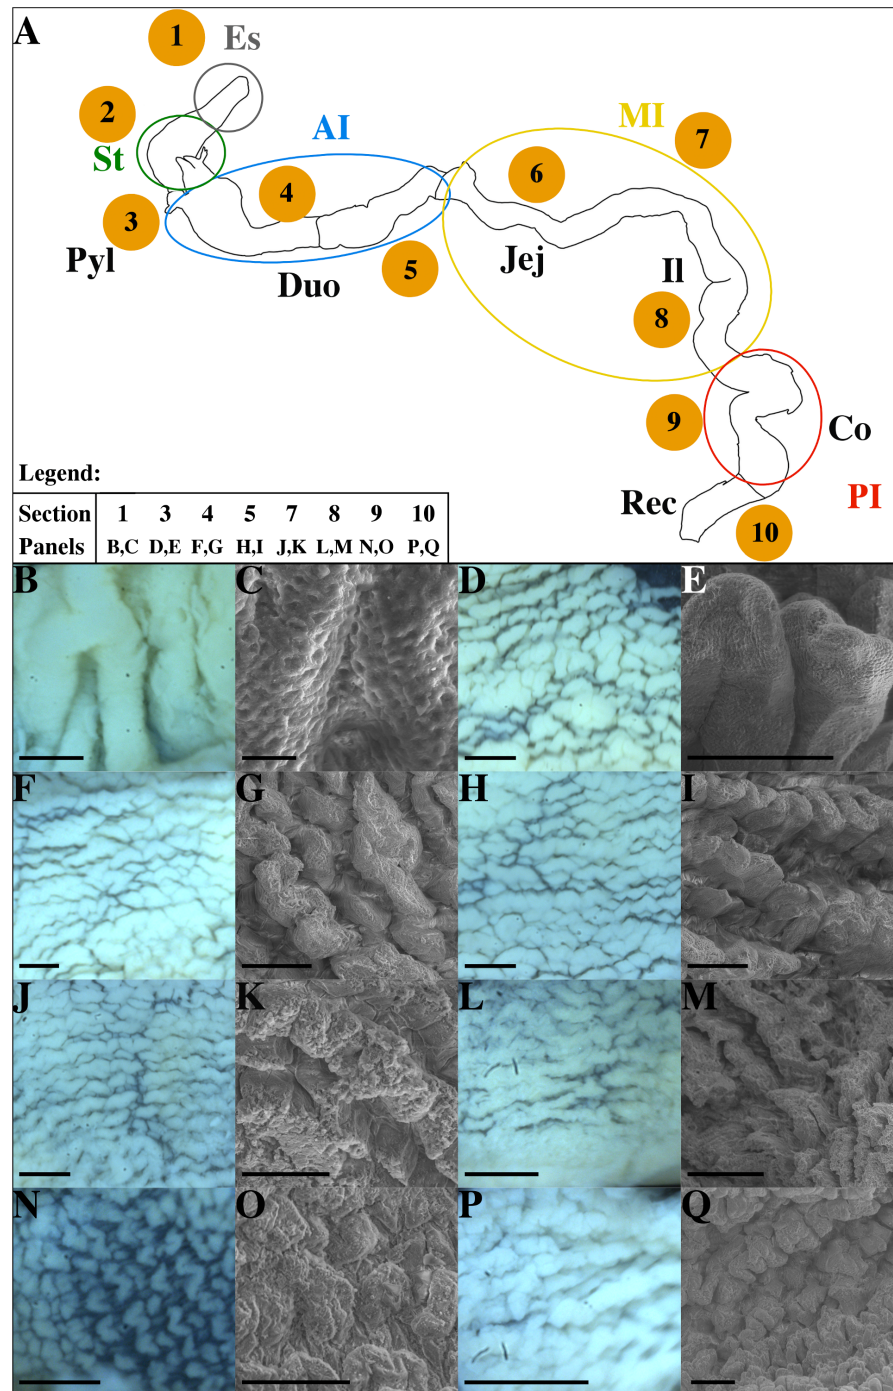 A
1
Es
2
AI
MI
7
St
4
6
3
Pyl
Duo
5
Jej
Il
8
9
Co
Legend:
Rec
PI
10
Section 1 3 4 5 7 8 9 10
Panels B,C D,E F,G H,I J,K L,M N,O P,Q
B C D E
F G H I
J K L M
N O P Q